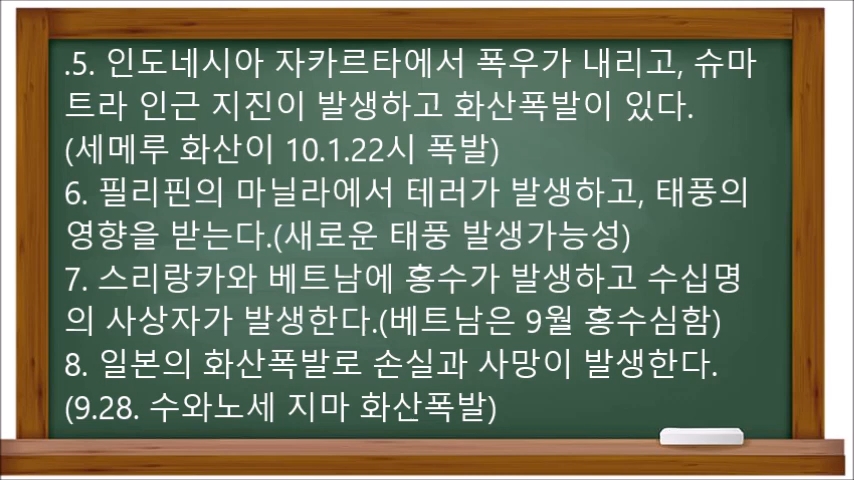 .5. 인도네시아 자카르타에서 폭우가 내리고, 슈마
트라 인근 지진이 발생하고 화산폭발이 있다.
(세메루 화산이 10.1.22시 폭발)
6. 필리핀의 마닐라에서 테러가 발생하고, 태풍의
영향을 받는다.(새로운 태풍 발생가능성)
7. 스리랑카와 베트남에 홍수가 발생하고 수십명
의 사상자가 발생한다.(베트남은 9월 홍수심함)
8. 일본의 화산폭발로 손실과 사망이 발생한다.
(9.28. 수와노세 지마 화산폭발)